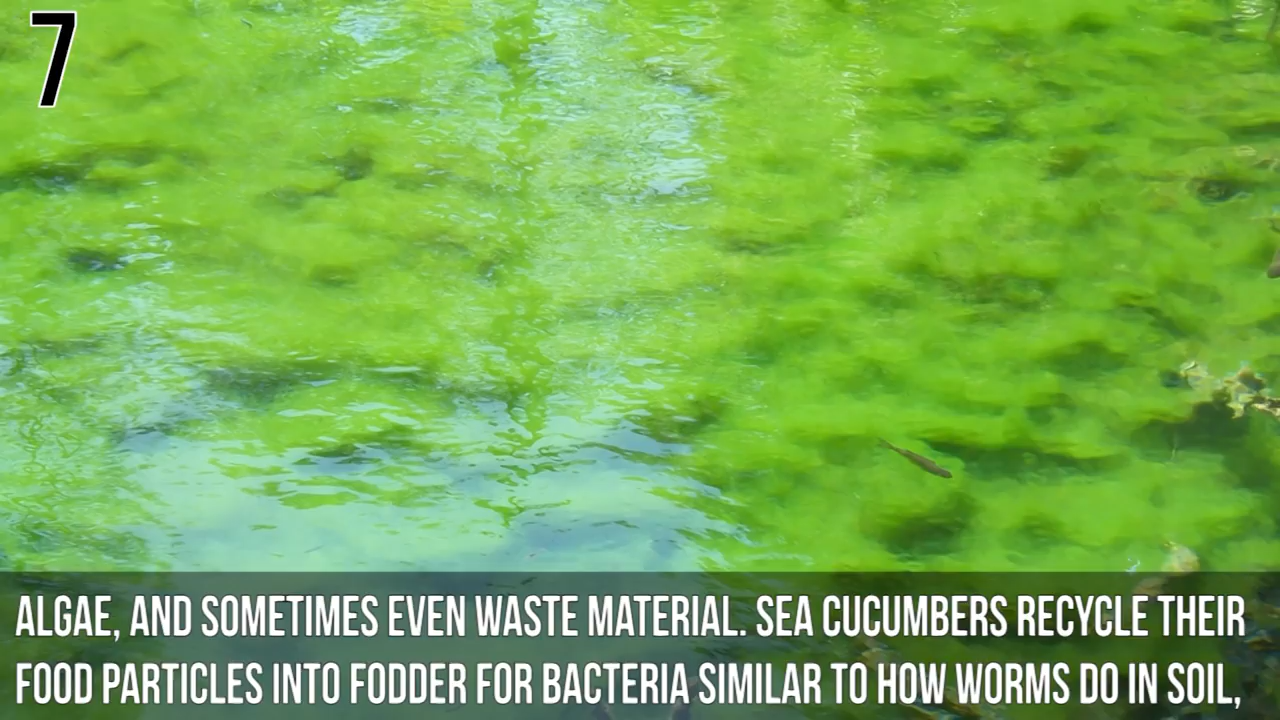 7
ALGAE, AND SOMETIMES EVEN WASTE MATERIAL. SEA CUCUMBERS RECYCLE THEIR
FOOD PARTICLES INTO FODDER FOR BACTERIA SIMILAR TO HOW WORMS DO IN SOIL,